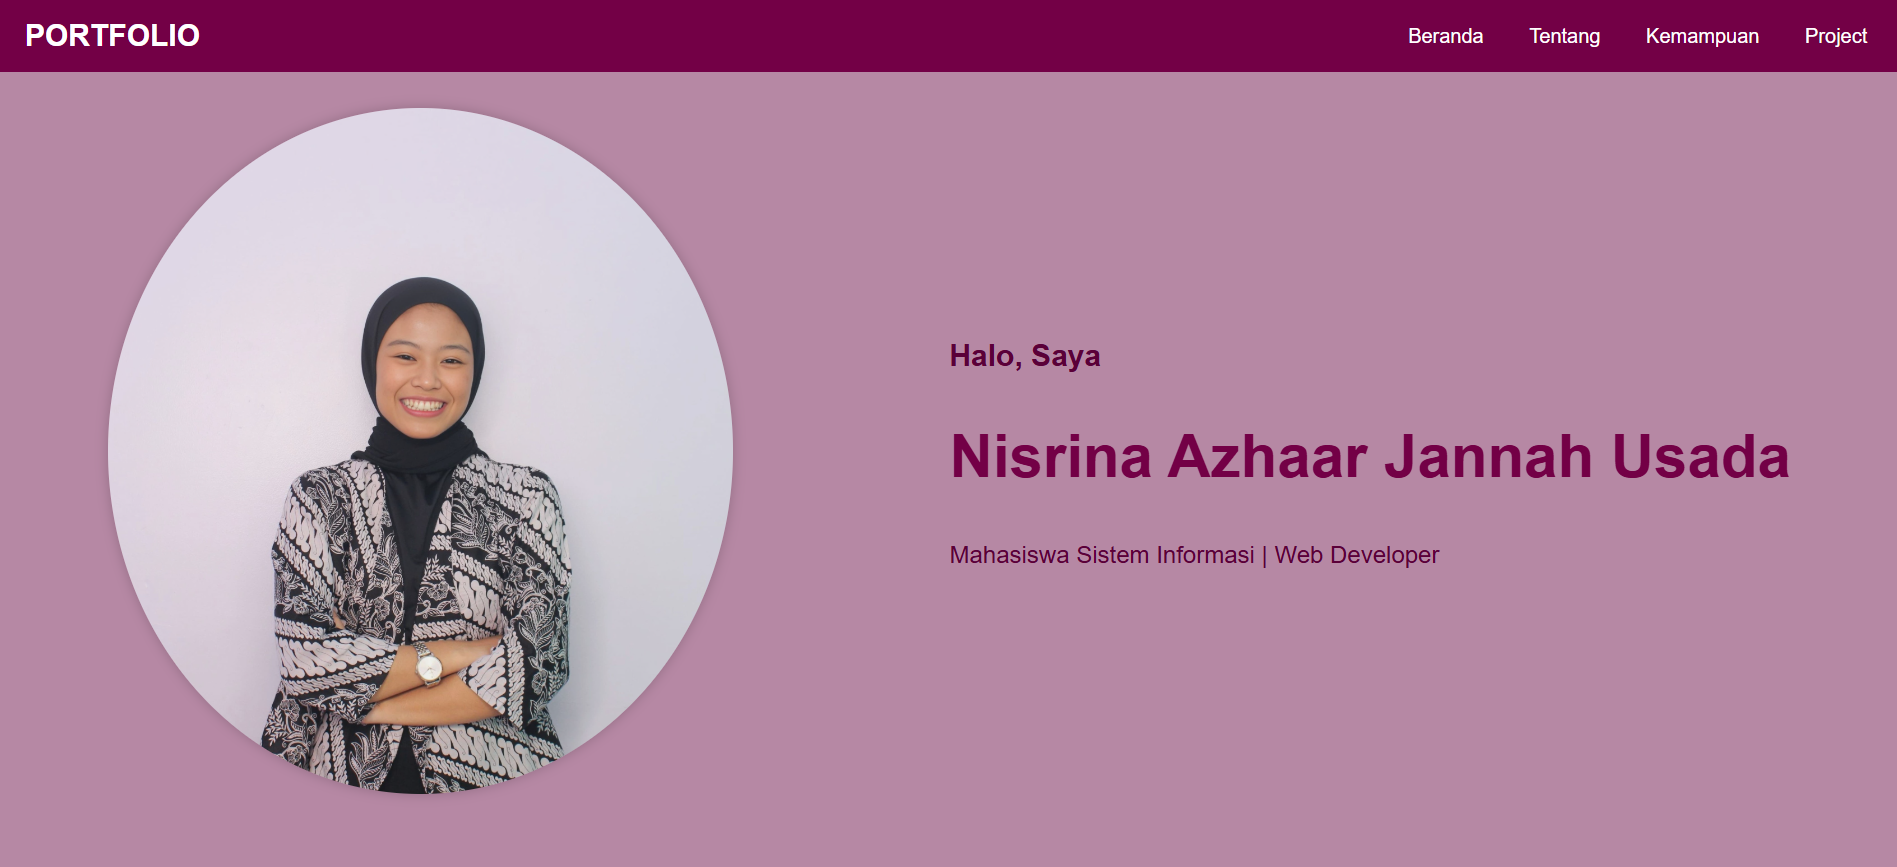 PORTFOLIO
Beranda Tentang Kemampuan Project
Halo, Saya
Nisrina Azhaar Jannah Usada
Mahasiswa Sistem Informasi | Web Developer